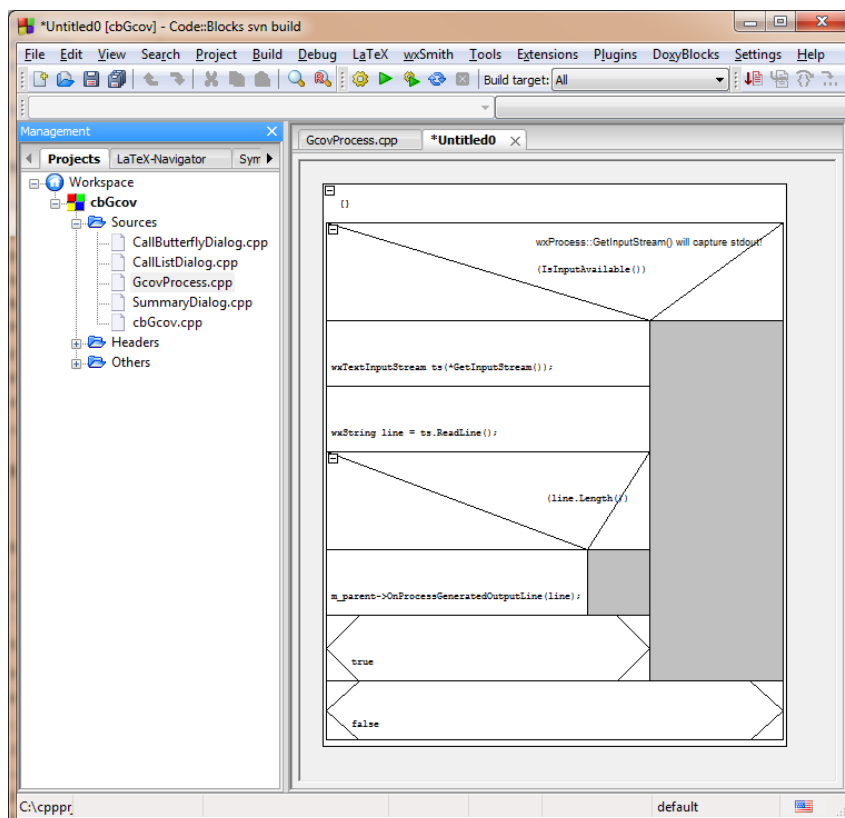 *Untitled0 [cbGcov] - Code::Blocks svn build
File Edit View Search Project Build Debug LaTeX wxSmith Tools Extensions Plugins DoxyBlocks Settings Help
Build target: All
Management
GcovProcess.cpp *Untitled0
Projects LaTeX-Navigator Sym
Workspace
cbGcov
Sources
CallButterflyDialog.cpp
CallListDialog.cpp
GcovProcess.cpp
SummaryDialog.cpp
cbGcov.cpp
Headers
Others
{}
wxProcess::GetInputStream() will capture stdout!
(IsInputAvailable())
wxTextInputStream ts(*GetInputStream());
wxString line = ts.ReadLine();
(line.Length())
m_parent->OnProcessGeneratedOutputLine(line);
true
false
C:\cpppr
default